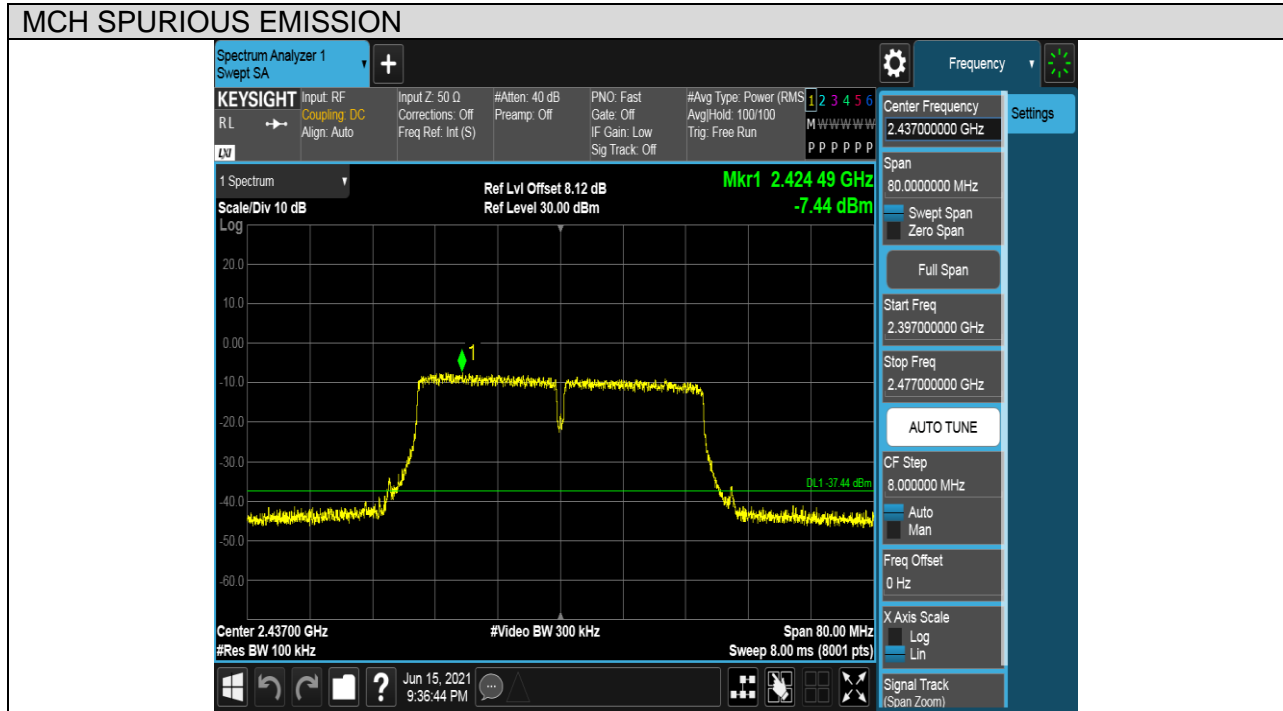 MCH SPURIOUS EMISSION
Spectrum Analyzer 1
Swept SA
Frequency
KEYSIGHT
RL
LXI
Input: RF
Coupling: DC
Align: Auto
Input Z: 50 Ω
Corrections: Off
Freq Ref: Int (S)
#Atten: 40 dB
Preamp: Off
PNO: Fast
Gate: Off
IF Gain: Low
Sig Track: Off
#Avg Type: Power (RMS
Avg|Hold: 100/100
Trig: Free Run
1 2 3 4 5 6
M W W W W W
P P P P P P
1 Spectrum
Scale/Div 10 dB
Log
Ref Lvl Offset 8.12 dB
Ref Level 30.00 dBm
Mkr1 2.424 49 GHz
-7.44 dBm
20.0
10.0
0.00
-10.0
-20.0
-30.0
-40.0
-50.0
-60.0
1
DL1 -37.44 dBm
Center 2.43700 GHz
#Video BW 300 kHz
Span 80.00 MHz
#Res BW 100 kHz
Sweep 8.00 ms (8001 pts)
Jun 15, 2021
9:36:44 PM
Center Frequency
2.437000000 GHz
Settings
Span
80.0000000 MHz
Swept Span
Zero Span
Full Span
Start Freq
2.397000000 GHz
Stop Freq
2.477000000 GHz
AUTO TUNE
CF Step
8.000000 MHz
Auto
Man
Freq Offset
0 Hz
X Axis Scale
Log
Lin
Signal Track
(Span Zoom)